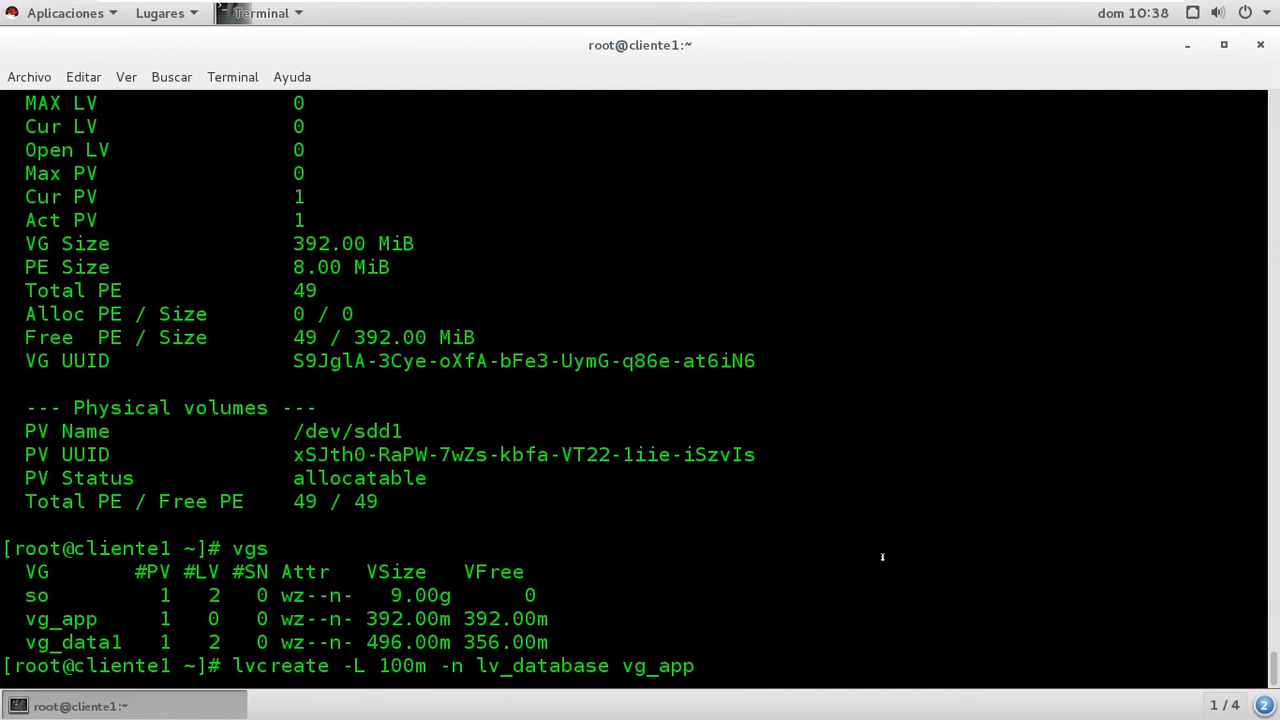 Aplicaciones Lugares Terminal dom 10:38
root@cliente1:~
Archivo Editar Ver Buscar Terminal Ayuda
MAX LV 0
Cur LV 0
Open LV 0
Max PV 0
Cur PV 1
Act PV 1
VG Size 392.00 MiB
PE Size 8.00 MiB
Total PE 49
Alloc PE / Size 0 / 0
Free  PE / Size 49 / 392.00 MiB
VG UUID S9JglA-3Cye-oXfA-bFe3-UymG-q86e-at6iN6
--- Physical volumes ---
PV Name /dev/sdd1
PV UUID xSJth0-RaPW-7wZs-kbfa-VT22-1iie-iSzvIs
PV Status allocatable
Total PE / Free PE 49 / 49
[root@cliente1 ~]# vgs
VG #PV #LV #SN Attr VSize VFree
so 1 2 0 wz--n- 9.00g 0
vg_app 1 0 0 wz--n- 392.00m 392.00m
vg_data1 1 2 0 wz--n- 496.00m 356.00m
[root@cliente1 ~]# lvcreate -L 100m -n lv_database vg_app
root@cliente1:~ 1 / 4 2